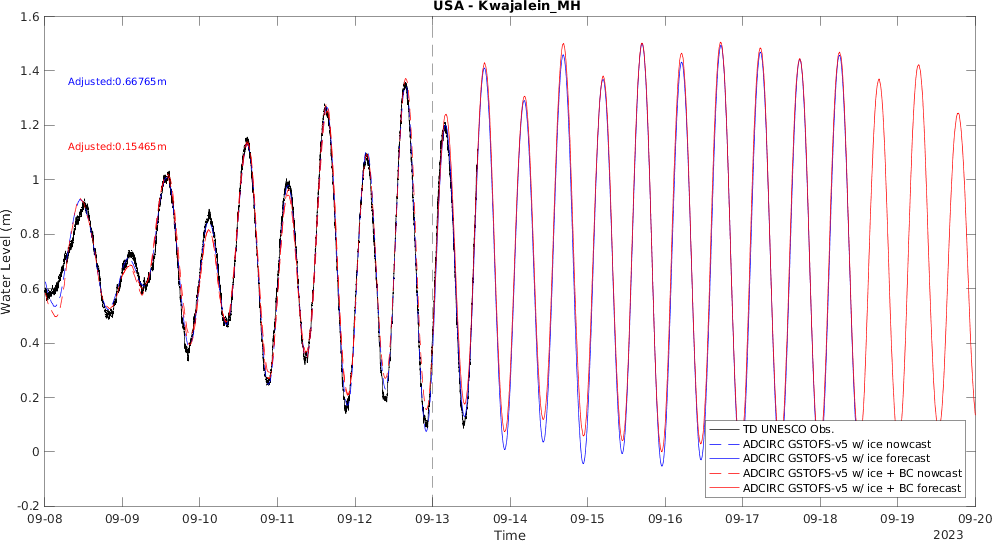 USA - Kwajalein_MH
1.6
1.4
1.2
1
0.8
0.6
0.4
0.2
0
-0.2
Water Level (m)
Adjusted:0.66765m
Adjusted:0.15465m
TD UNESCO Obs.
ADCIRC GSTOFS-v5 w/ ice nowcast
ADCIRC GSTOFS-v5 w/ ice forecast
ADCIRC GSTOFS-v5 w/ ice + BC nowcast
ADCIRC GSTOFS-v5 w/ ice + BC forecast
09-08 09-09 09-10 09-11 09-12 09-13 09-14 09-15 09-16 09-17 09-18 09-19 09-20
Time
2023